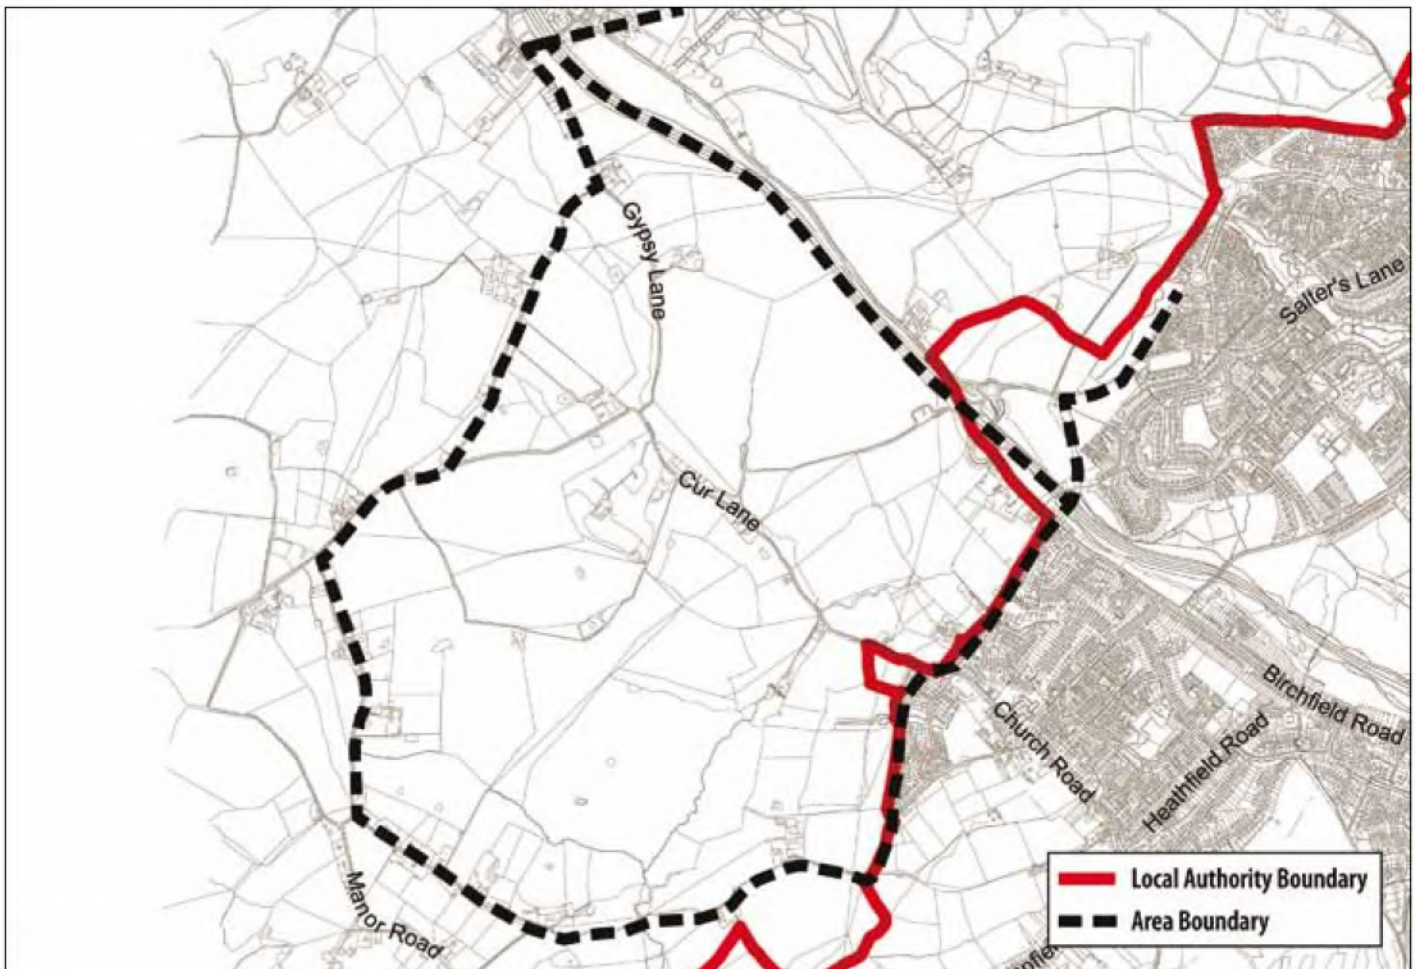 Gypsy Lane
Salter's Lane
Cur Lane
Birchfield Road
Church Road
Heathfield Road
Manor Road
Local Authority Boundary
Area Boundary